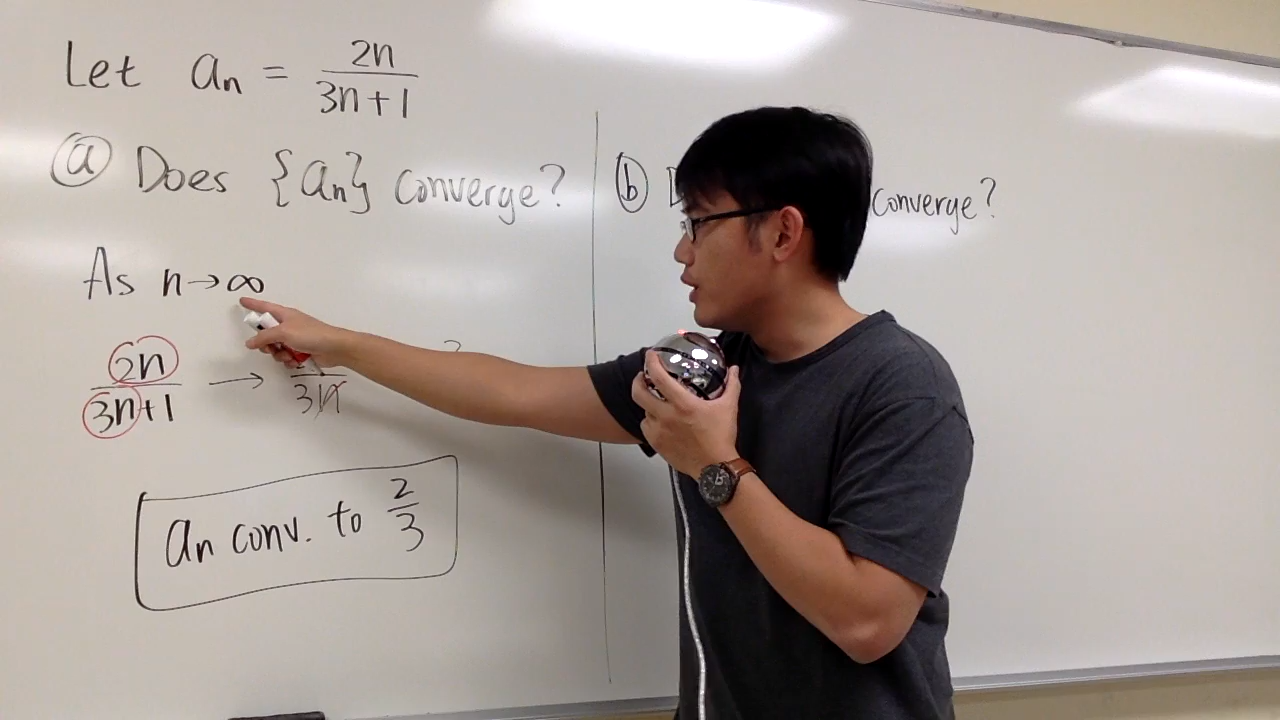 Let aₙ = 2n/(3n+1)
ⓐ Does {aₙ} converge?
ⓑ converge?
As n→∞
2n/(3n+1) → 3n
aₙ conv. to 2/3